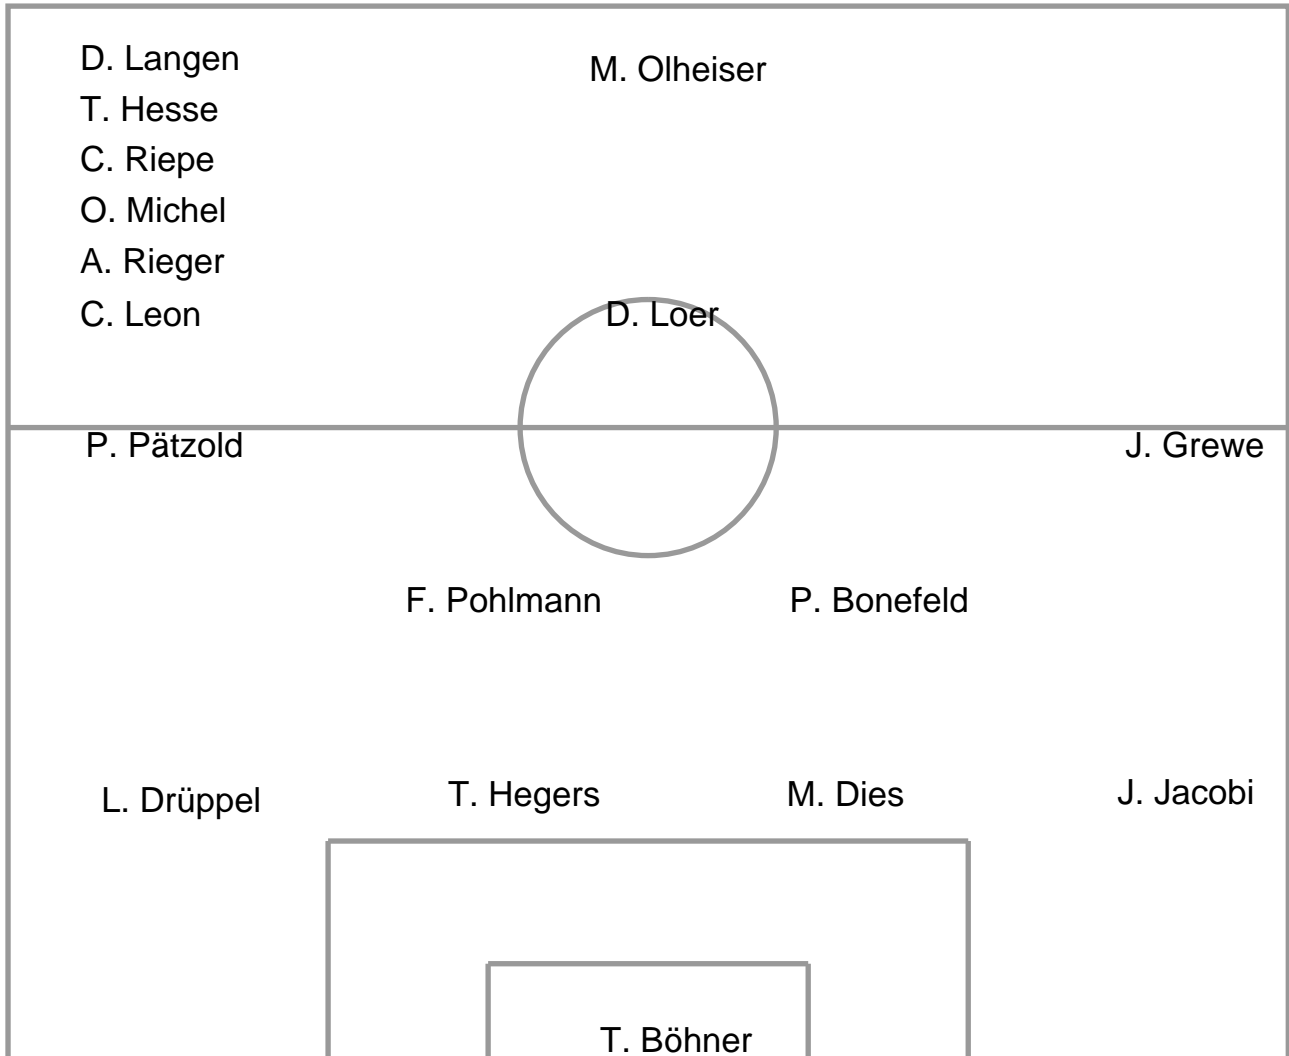 D. Langen
M. Olheiser
T. Hesse
C. Riepe
O. Michel
A. Rieger
C. Leon
D. Loer
P. Pätzold
J. Grewe
F. Pohlmann
P. Bonefeld
L. Drüppel
T. Hegers
M. Dies
J. Jacobi
T. Böhner